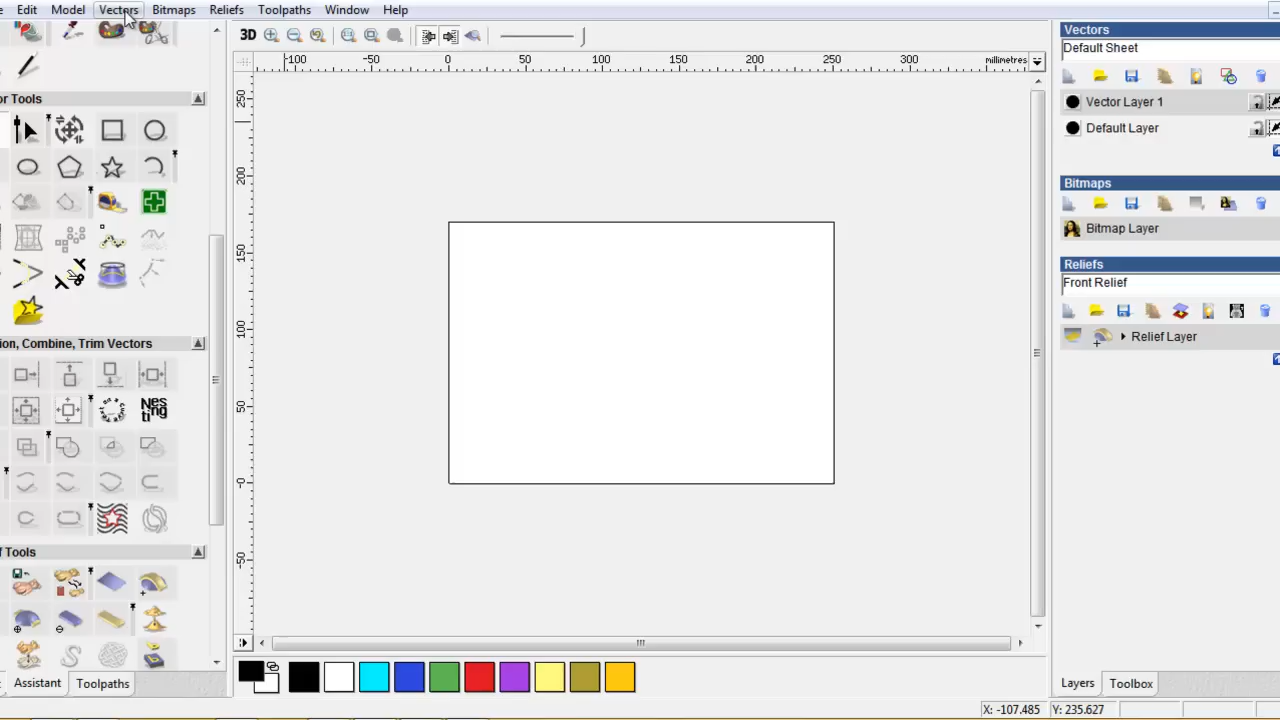 Edit Model Vectors Bitmaps Reliefs Toolpaths Window Help
3D
-100 -50 0 50 100 150 200 250 300 millimetres
250
200
150
100
50
0
-50
or Tools
Nes
ting
ion, Combine, Trim Vectors
f Tools
Assistant Toolpaths
Vectors
Default Sheet
Vector Layer 1
Default Layer
Bitmaps
Bitmap Layer
Reliefs
Front Relief
Relief Layer
Layers Toolbox
X: -107.485 Y: 235.627